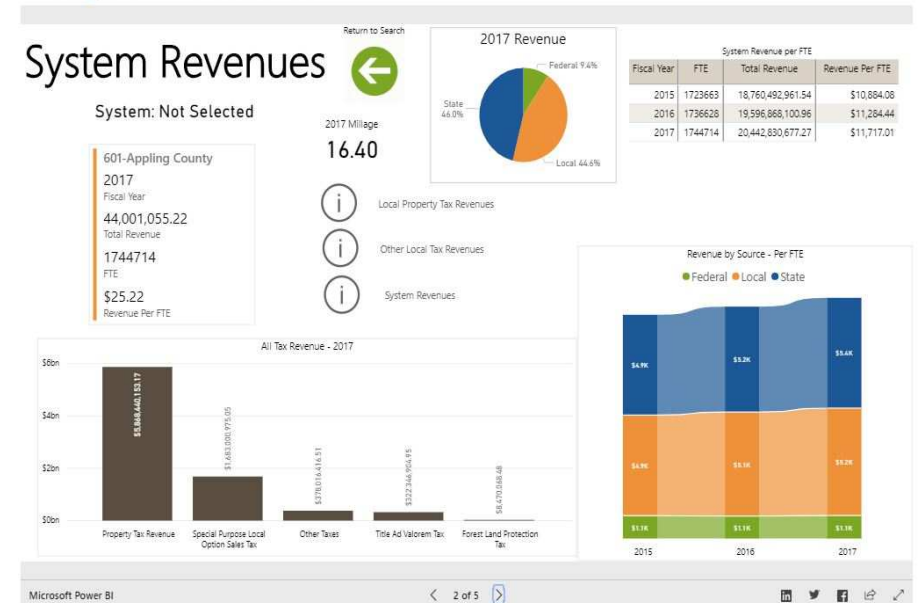 Return to Search
System Revenues
System: Not Selected
601-Appling County
2017
Fiscal Year
44,001,055.22
Total Revenue
1744714
FTE
$25.22
Revenue Per FTE
2017 Millage
16.40
Local Property Tax Revenues
Other Local Tax Revenues
System Revenues
2017 Revenue
Federal 9.4%
State
46.0%
Local 44.6%
System Revenue per FTE
Fiscal Year FTE Total Revenue Revenue Per FTE
2015 1723663 18,760,492,961.54 $10,884.08
2016 1736628 19,596,868,100.96 $11,284.44
2017 1744714 20,442,830,677.27 $11,717.01
All Tax Revenue - 2017
$6bn
$4bn
$2bn
$0bn
$5,868,440,153.17
$1,683,000,975.05
$378,016,416.51
$322,346,904.95
$8,470,068.48
Property Tax Revenue
Special Purpose Local
Option Sales Tax
Other Taxes
Title Ad Valorem Tax
Forest Land Protection
Tax
Revenue by Source - Per FTE
Federal Local State
$4.9K $5.2K $5.4K
$4.9K $5.1K $5.2K
$1.1K $1.1K $1.1K
2015 2016 2017
Microsoft Power BI
2 of 5